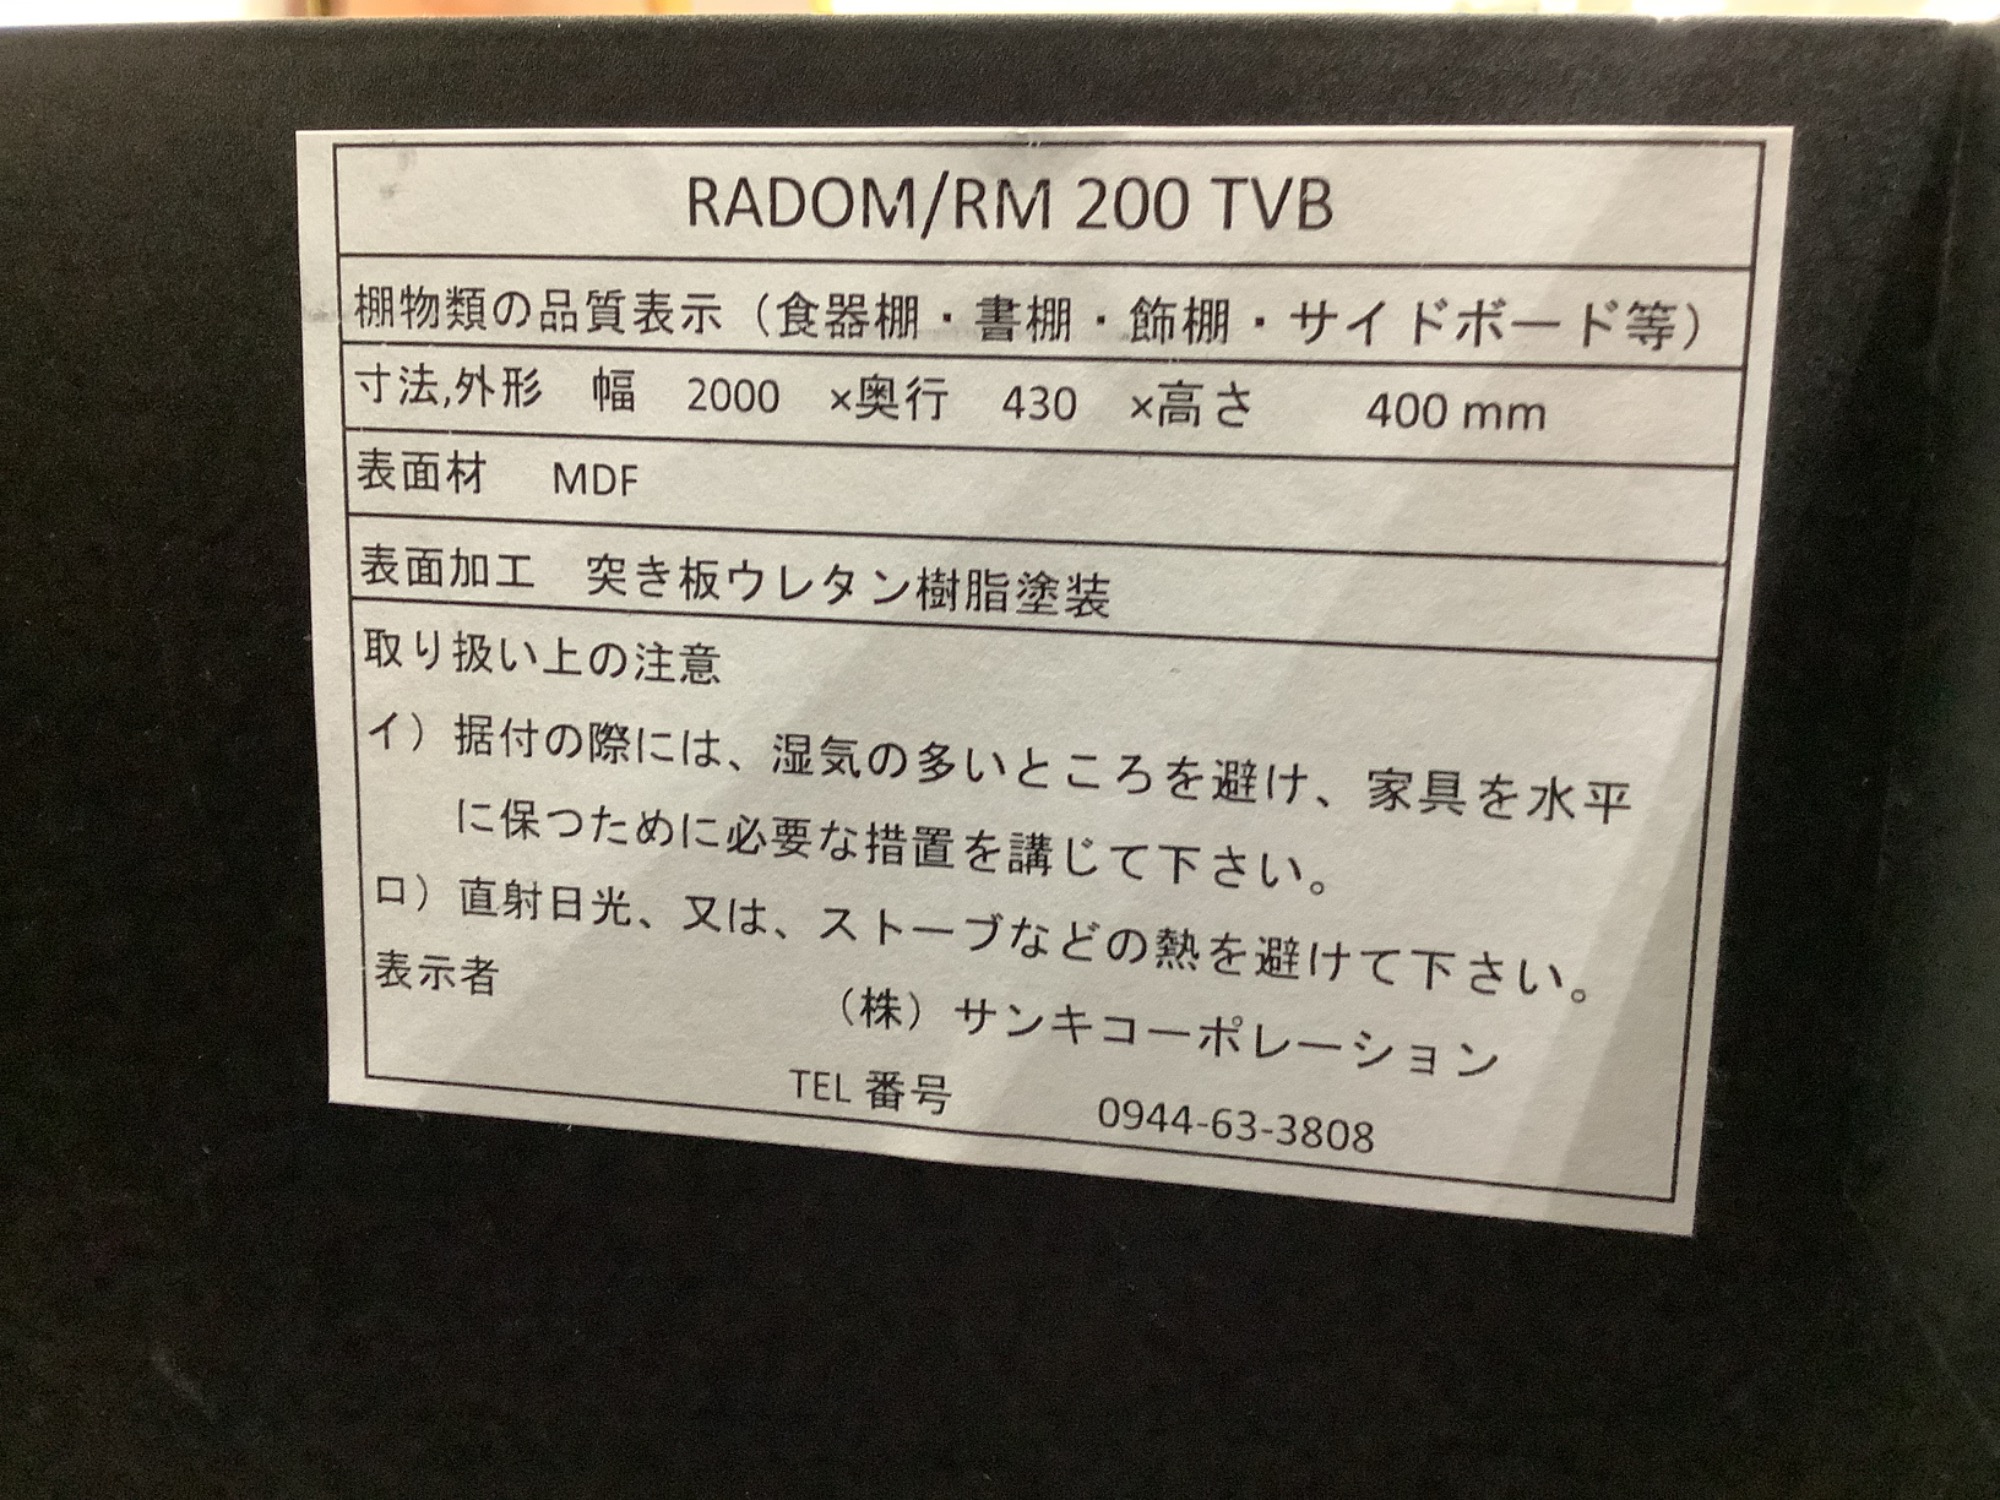 RADOM/RM 200 TVB
棚物類の品質表示（食器棚・書棚・飾棚・サイドボード等）
寸法,外形　幅　2000　×奥行　430　×高さ　400 mm
表面材　MDF
表面加工　突き板ウレタン樹脂塗装
取り扱い上の注意
イ）据付の際には、湿気の多いところを避け、家具を水平
に保つために必要な措置を講じて下さい。
ロ）直射日光、又は、ストーブなどの熱を避けて下さい。
表示者
（株）サンキコーポレーション
TEL 番号　0944-63-3808